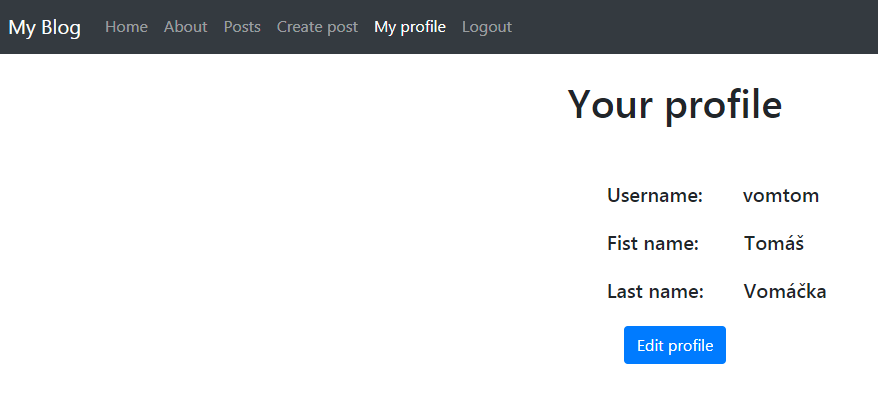 My Blog Home About Posts Create post My profile Logout
Your profile
Username: vomtom
Fist name: Tomáš
Last name: Vomáčka
Edit profile